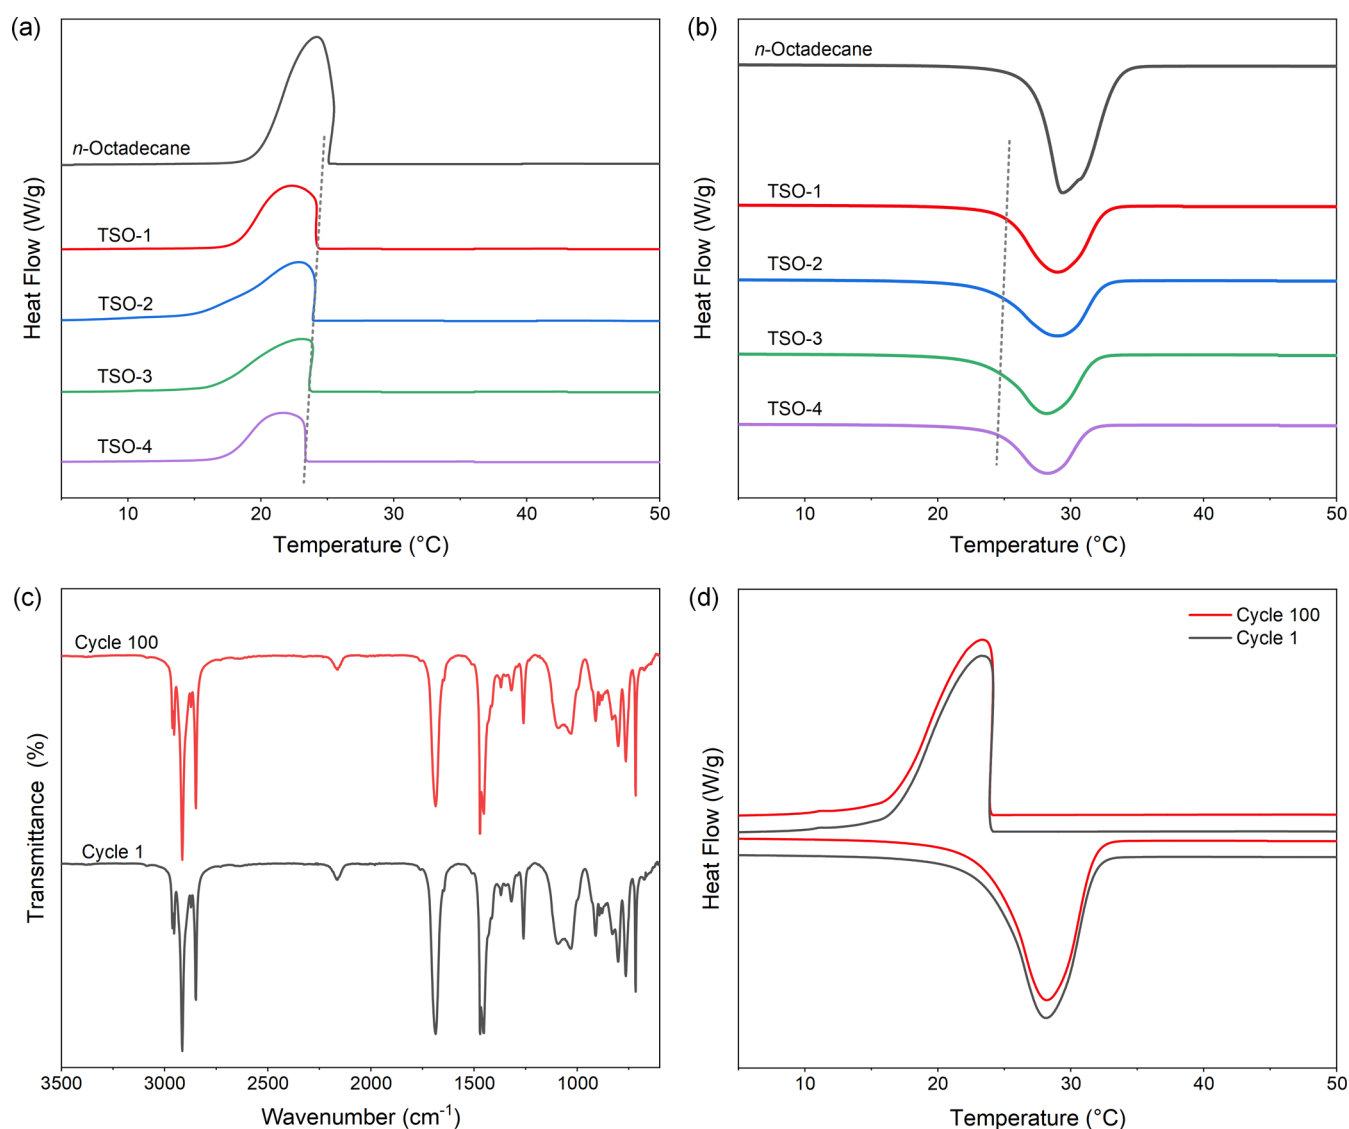 (a)
n-Octadecane
TSO-1
TSO-2
TSO-3
TSO-4
Heat Flow (W/g)
10 20 30 40 50
Temperature (°C)
(b)
n-Octadecane
TSO-1
TSO-2
TSO-3
TSO-4
Heat Flow (W/g)
10 20 30 40 50
Temperature (°C)
(c)
Cycle 100
Cycle 1
Transmittance (%)
3500 3000 2500 2000 1500 1000
Wavenumber (cm⁻¹)
(d)
Cycle 100
Cycle 1
Heat Flow (W/g)
10 20 30 40 50
Temperature (°C)